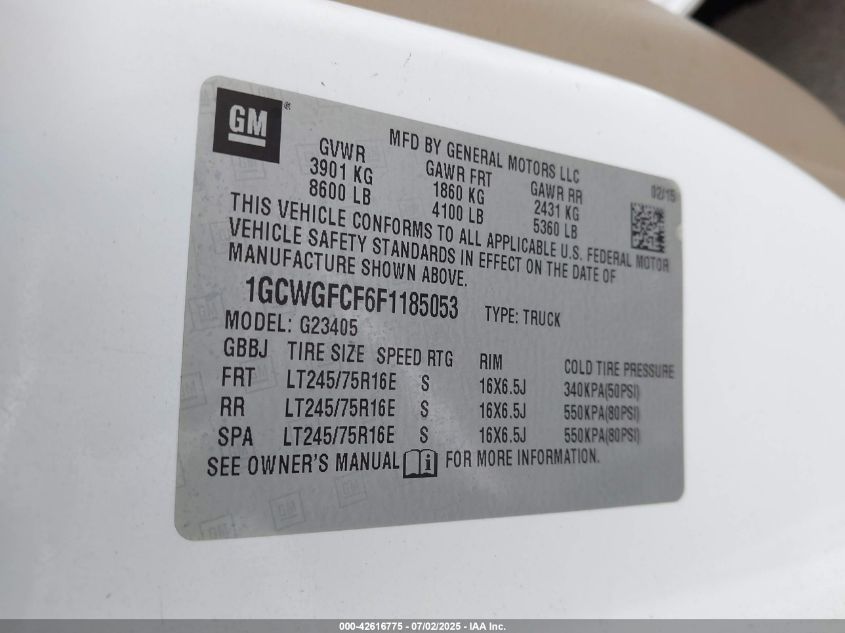 GM®
MFD BY GENERAL MOTORS LLC
GVWR GAWR FRT GAWR RR 02/15
3901 KG 1860 KG 2431 KG
8600 LB 4100 LB 5360 LB
THIS VEHICLE CONFORMS TO ALL APPLICABLE U.S. FEDERAL MOTOR
VEHICLE SAFETY STANDARDS IN EFFECT ON THE DATE OF
MANUFACTURE SHOWN ABOVE.
1GCWGFCF6F1185053 TYPE: TRUCK
MODEL: G23405
GBBJ TIRE SIZE SPEED RTG RIM COLD TIRE PRESSURE
FRT LT245/75R16E S 16X6.5J 340KPA(50PSI)
RR LT245/75R16E S 16X6.5J 550KPA(80PSI)
SPA LT245/75R16E S 16X6.5J 550KPA(80PSI)
SEE OWNER'S MANUAL i FOR MORE INFORMATION.
000-42616775 - 07/02/2025 - IAA Inc.